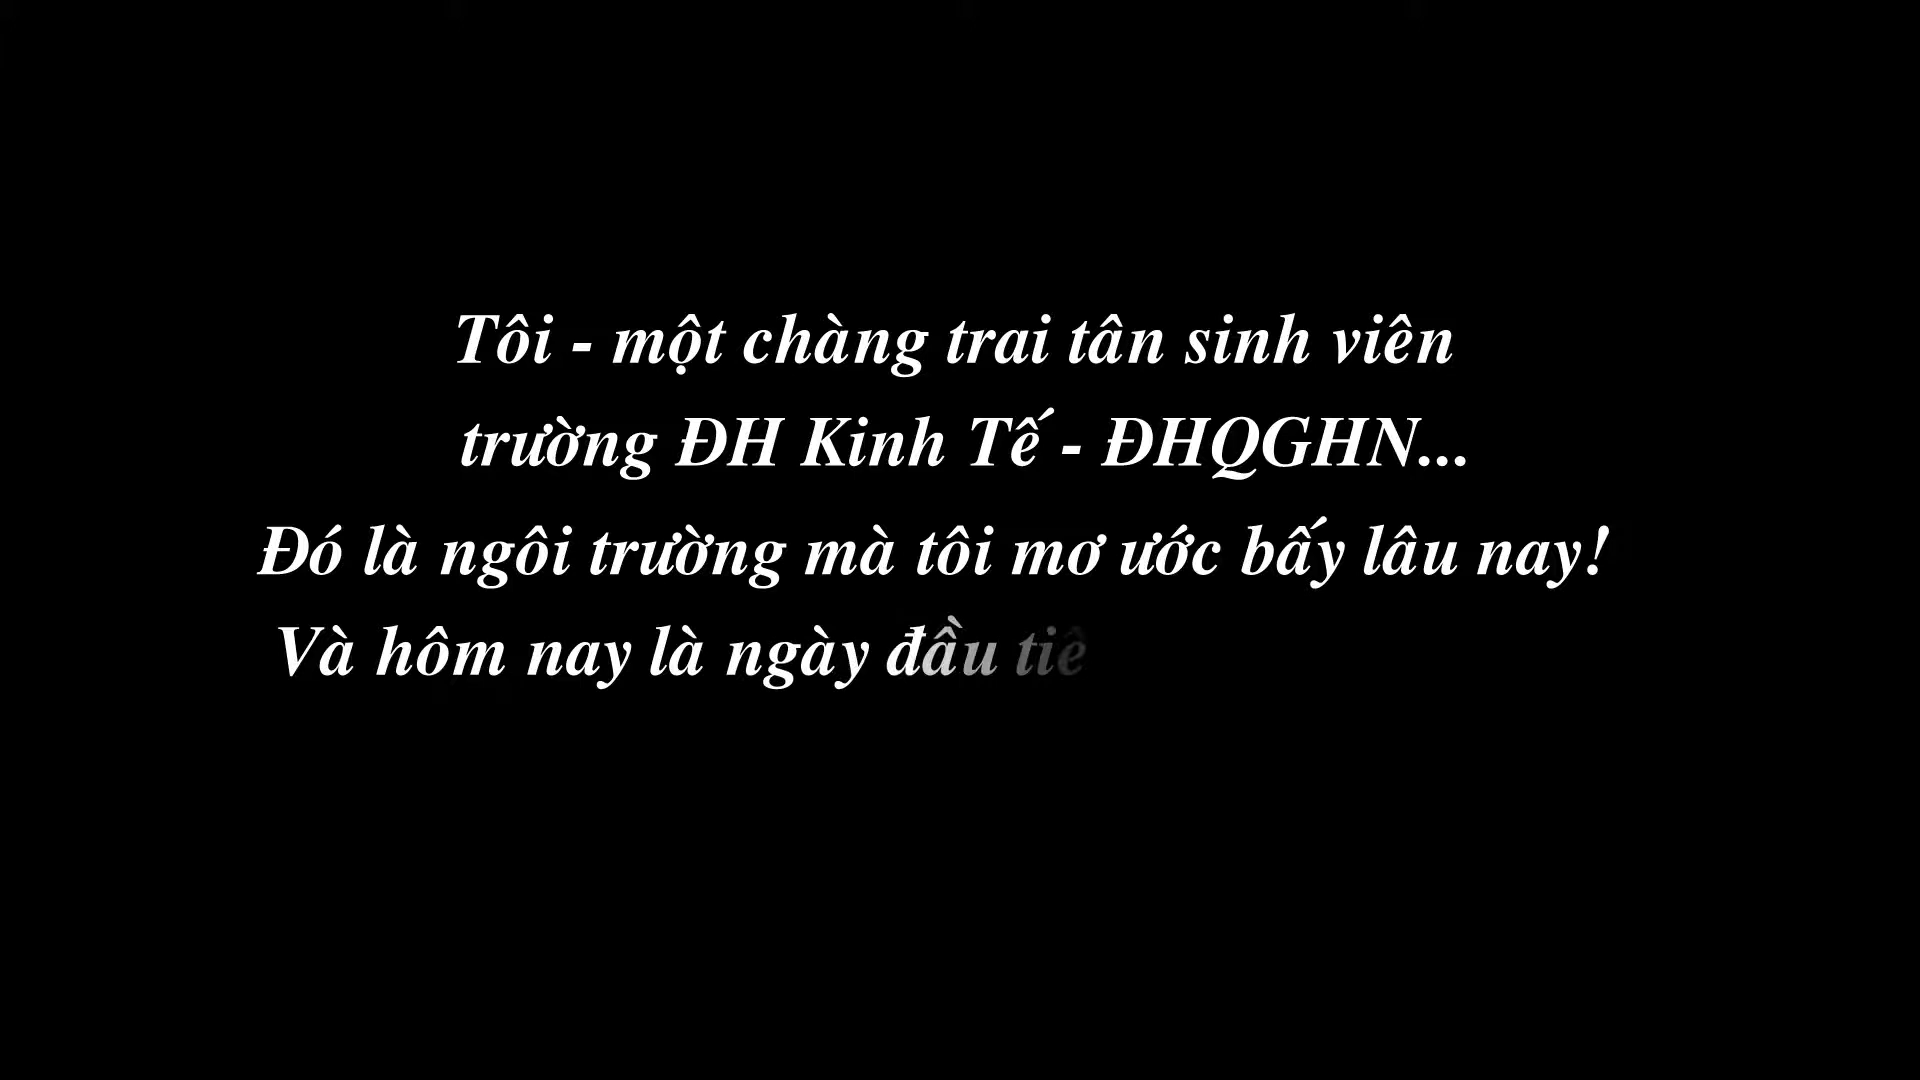 Tôi - một chàng trai tân sinh viên
trường ĐH Kinh Tế - ĐHQGHN...
Đó là ngôi trường mà tôi mơ ước bấy lâu nay!
Và hôm nay là ngày đầu tiê